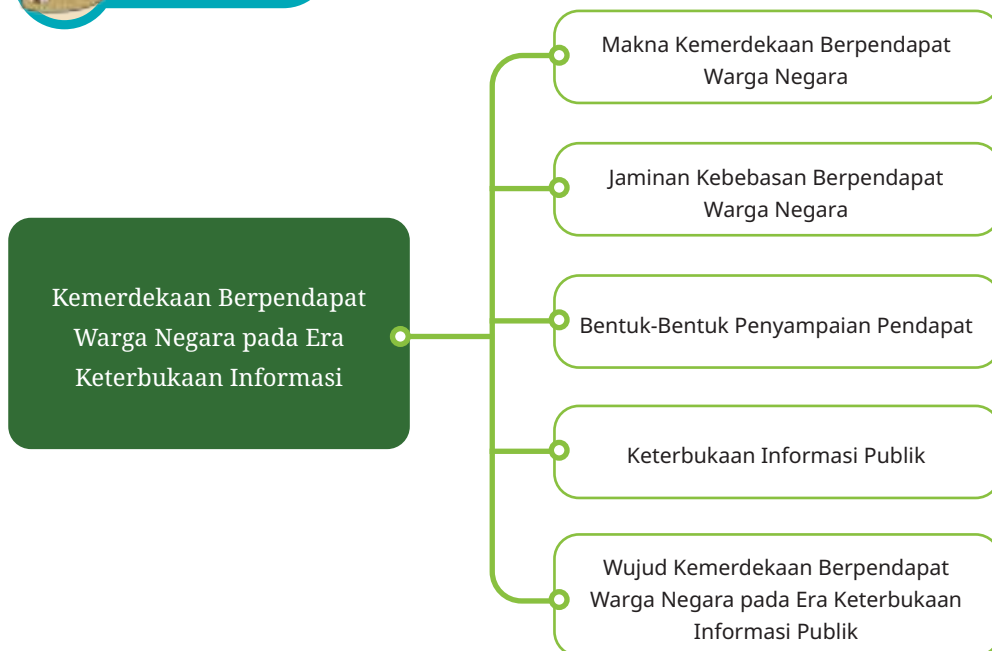 Kemerdekaan Berpendapat
Warga Negara pada Era
Keterbukaan Informasi
Makna Kemerdekaan Berpendapat
Warga Negara
Jaminan Kebebasan Berpendapat
Warga Negara
Bentuk-Bentuk Penyampaian Pendapat
Keterbukaan Informasi Publik
Wujud Kemerdekaan Berpendapat
Warga Negara pada Era Keterbukaan
Informasi Publik